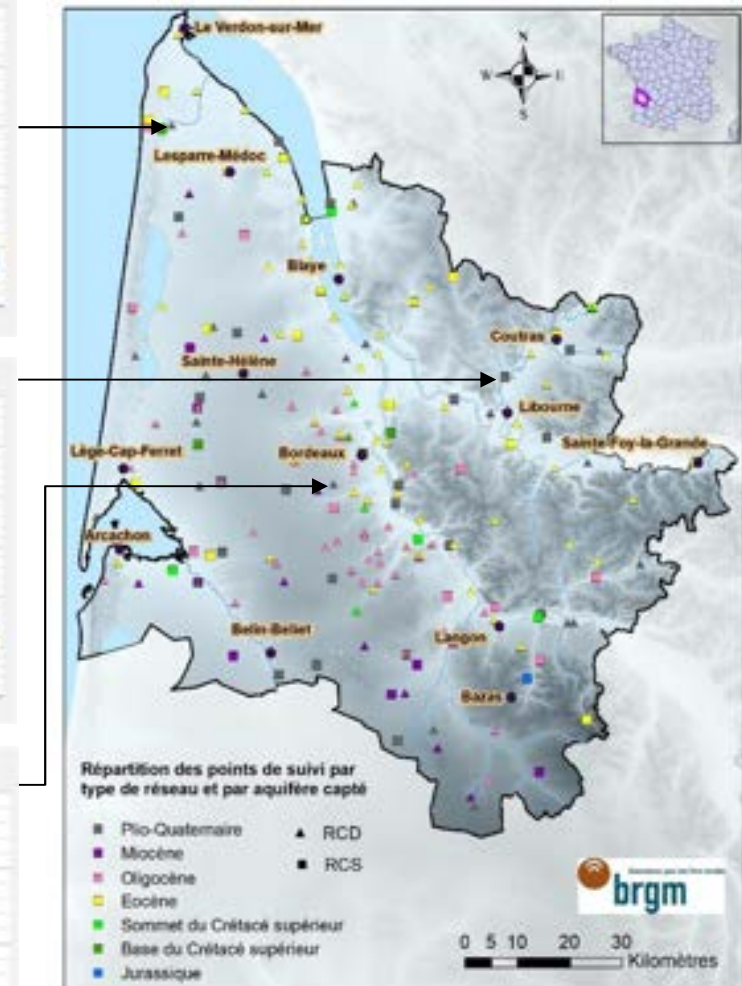 Le Verdon-sur-Mer
N
W E
S
Lesparre-Médoc
Blaye
Coutras
Sainte-Hélène
Libourne
Sainte-Foy-la-Grande
Lège-Cap-Ferret
Bordeaux
Arcachon
Belin-Beliet
Langon
Bazas
Répartition des points de suivi par
type de réseau et par aquifère capté
Plio-Quaternaire
Miocène
Oligocène
Eocène
Sommet du Crétacé supérieur
Base du Crétacé supérieur
Jurassique
RCD
RCS
brgm
0 5 10 20 30
Kilomètres